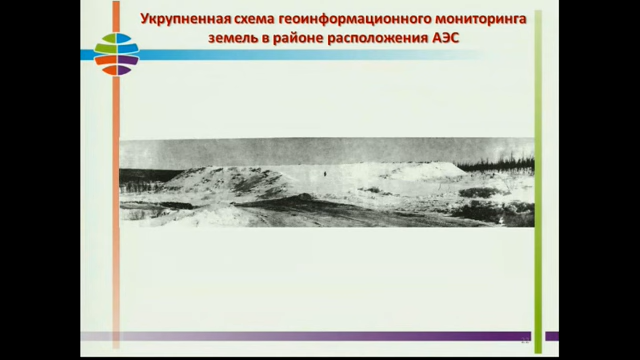 Укрупненная схема геоинформационного мониторинга
земель в районе расположения АЭС